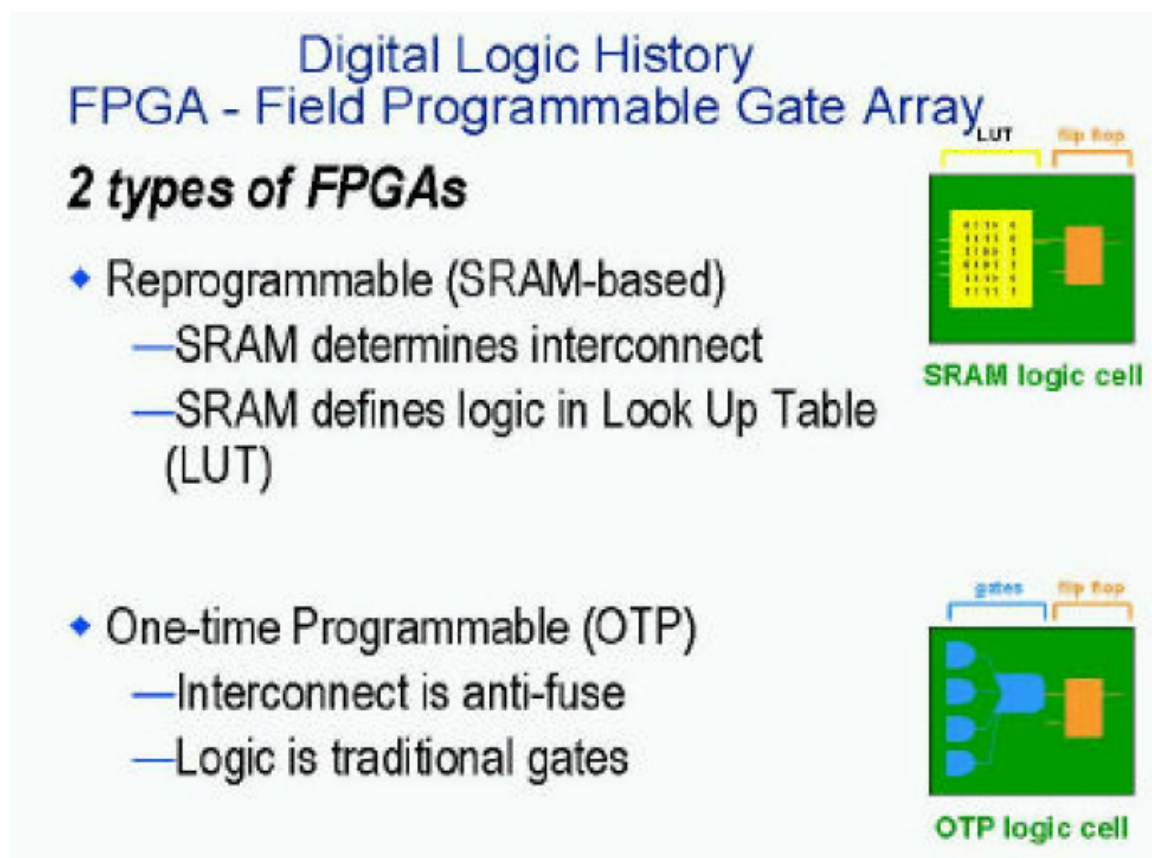 Digital Logic History
FPGA - Field Programmable Gate Array
2 types of FPGAs
Reprogrammable (SRAM-based)
—SRAM determines interconnect
—SRAM defines logic in Look Up Table
(LUT)
LUT flip flop
SRAM logic cell
One-time Programmable (OTP)
—Interconnect is anti-fuse
—Logic is traditional gates
gates flip flop
OTP logic cell